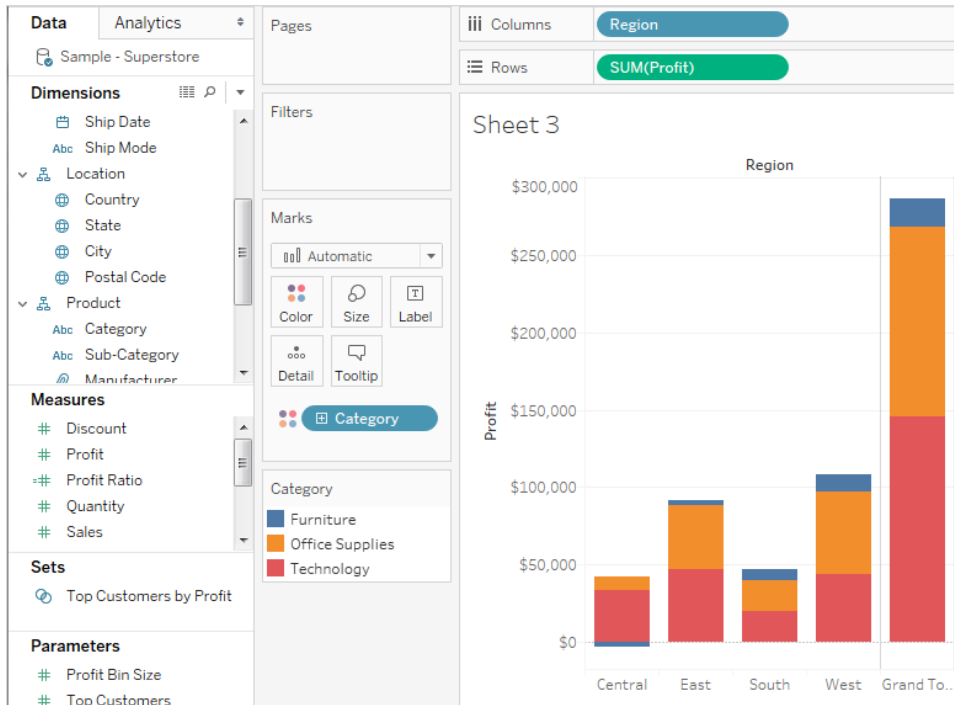 Data
Analytics
Sample - Superstore
Dimensions
Ship Date
Abc Ship Mode
Location
Country
State
City
Postal Code
Product
Abc Category
Abc Sub-Category
Manufacturer
Measures
# Discount
# Profit
=# Profit Ratio
# Quantity
# Sales
Sets
Top Customers by Profit
Parameters
# Profit Bin Size
# Top Customers
Pages
Filters
Marks
Automatic
Color
Size
T
Label
Detail
Tooltip
Category
Category
Furniture
Office Supplies
Technology
Columns
Region
Rows
SUM(Profit)
Sheet 3
Region
Profit
$300,000
$250,000
$200,000
$150,000
$100,000
$50,000
$0
Central
East
South
West
Grand To..